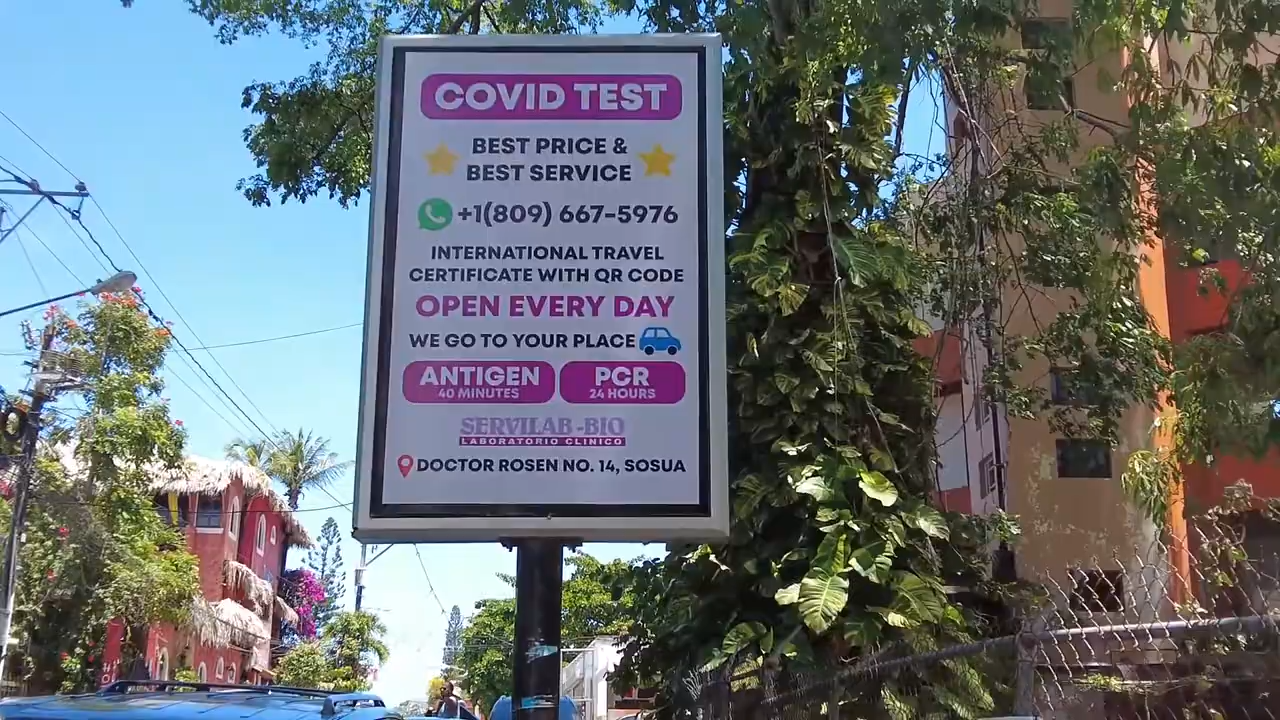 COVID TEST
BEST PRICE &
BEST SERVICE
+1(809) 667-5976
INTERNATIONAL TRAVEL
CERTIFICATE WITH QR CODE
OPEN EVERY DAY
WE GO TO YOUR PLACE
ANTIGEN
40 MINUTES
PCR
24 HOURS
SERVILAB-BIO
LABORATORIO CLINICO
DOCTOR ROSEN NO. 14, SOSUA